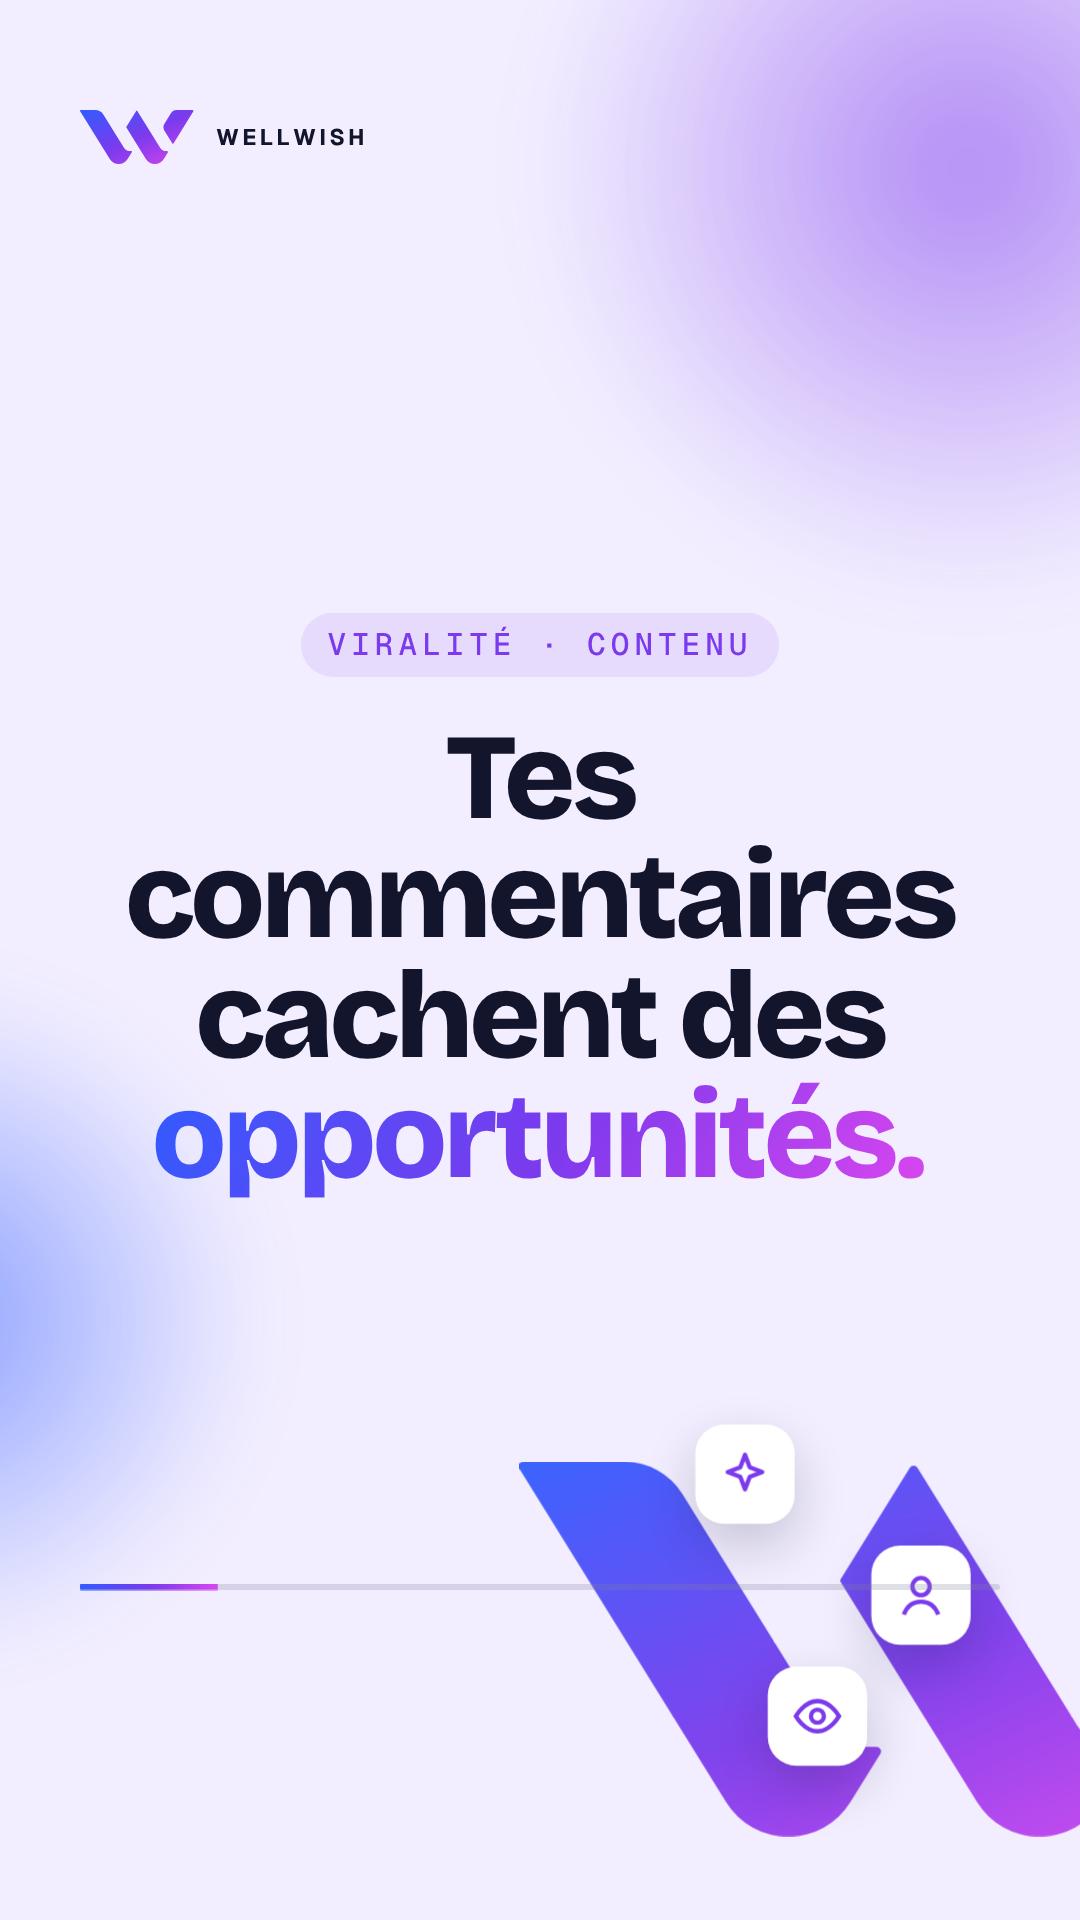 WELLWISH
VIRALITÉ · CONTENU
Tes
commentaires
cachent des
opportunités.